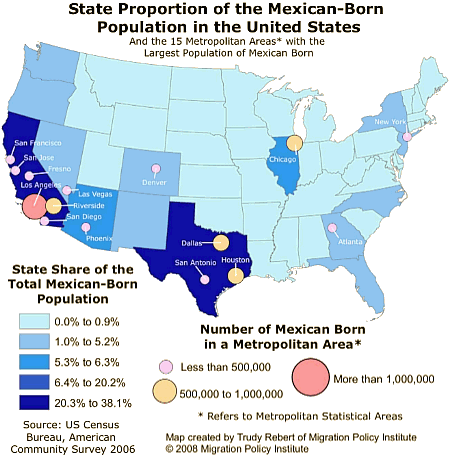 State Proportion of the Mexican-Born
Population in the United States
And the 15 Metropolitan Areas* with the
Largest Population of Mexican Born
New York
San Francisco
San Jose
Chicago
Fresno
Denver
Los Angeles
Las Vegas
Riverside
San Diego
Phoenix
Dallas
Atlanta
San Antonio
Houston
State Share of the
Total Mexican-Born
Population
0.0% to 0.9%
1.0% to 5.2%
5.3% to 6.3%
6.4% to 20.2%
20.3% to 38.1%
Number of Mexican Born
in a Metropolitan Area*
Less than 500,000
500,000 to 1,000,000
More than 1,000,000
* Refers to Metropolitan Statistical Areas
Source: US Census
Bureau, American
Community Survey 2006
Map created by Trudy Rebert of Migration Policy Institute
© 2008 Migration Policy Institute